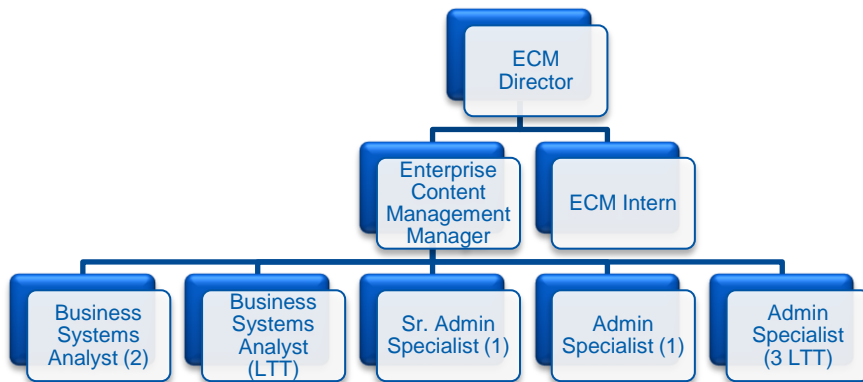 ECM
Director
Enterprise
Content
Management
Manager
ECM Intern
Business
Systems
Analyst (2)
Business
Systems
Analyst
(LTT)
Sr. Admin
Specialist (1)
Admin
Specialist (1)
Admin
Specialist
(3 LTT)